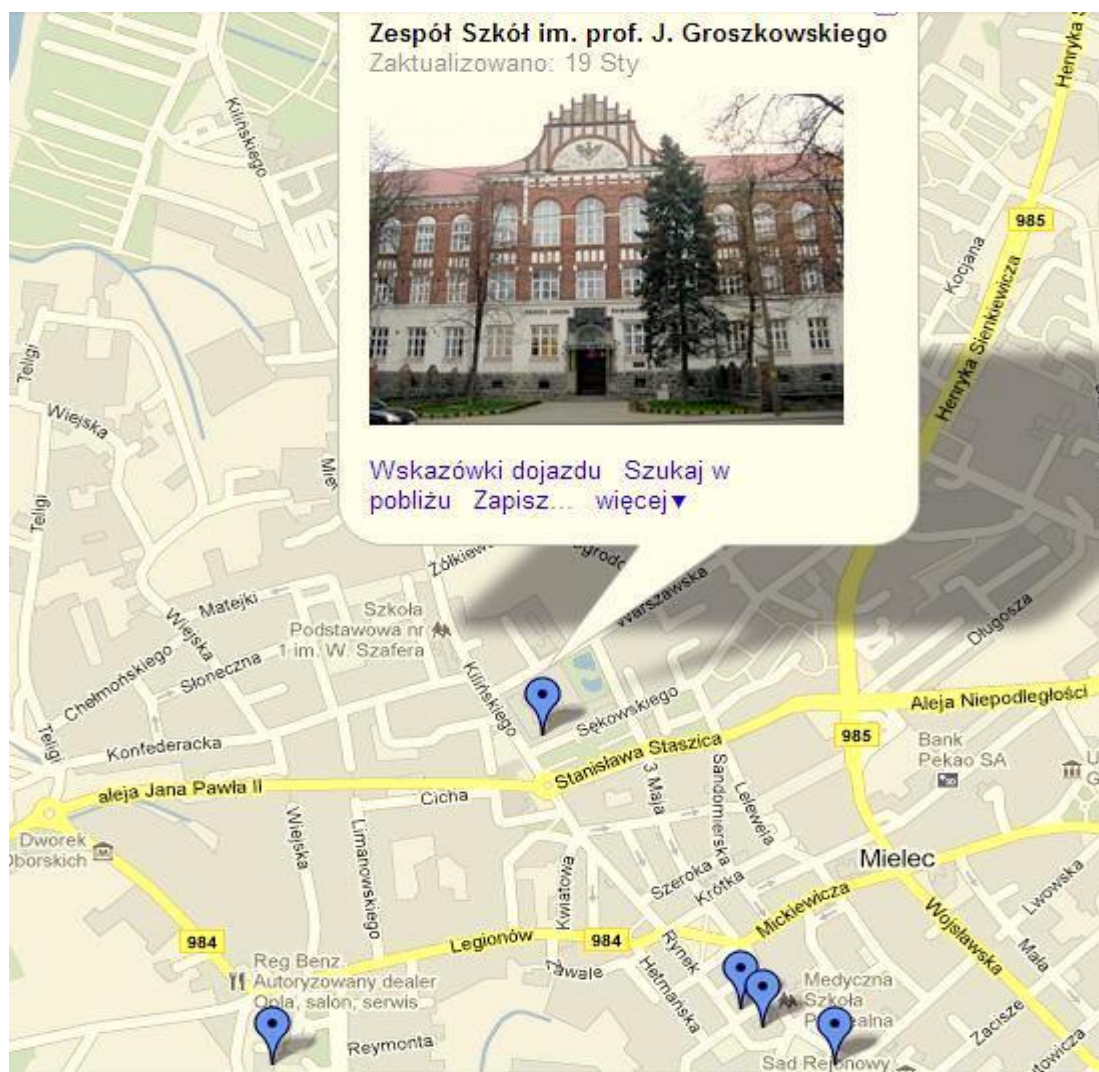 Zespół Szkół im. prof. J. Groszkowskiego
Zaktualizowano: 19 Sty
Wskazówki dojazdu Szukaj w
pobliżu Zapisz... więcej▼
Kilińskiego
Henryka
985
Kocjana
Henryka Sienkiewicza
Teligi
Wiejska
Teligi
Matejki
Szkoła
Podstawowa nr
1 im. W. Szafera
Warszawska
Długosza
Wiejska
Słoneczna
Chełmońskiego
Kilińskiego
Teligi
Konfederacka
Sękowskiego
Aleja Niepodległości
Stanisława Staszica
985
Bank
Pekao SA
aleja Jana Pawła II
Cicha
3 Maja
Sandomierska
Lelewela
Dworek
Wiejska
Limanowskiego
Kwiatowa
Szeroka
Krótka
Mielec
Mickiewicza
Lwowska
984
Legionów
984
Rynek
Wojsławska
Mała
Reg Benz.
Autoryzowany dealer
Opla, salon, serwis
Zawale
Hetmańska
Medyczna
Szkoła
Zacisze
Reymonta
Sąd Rejonowy